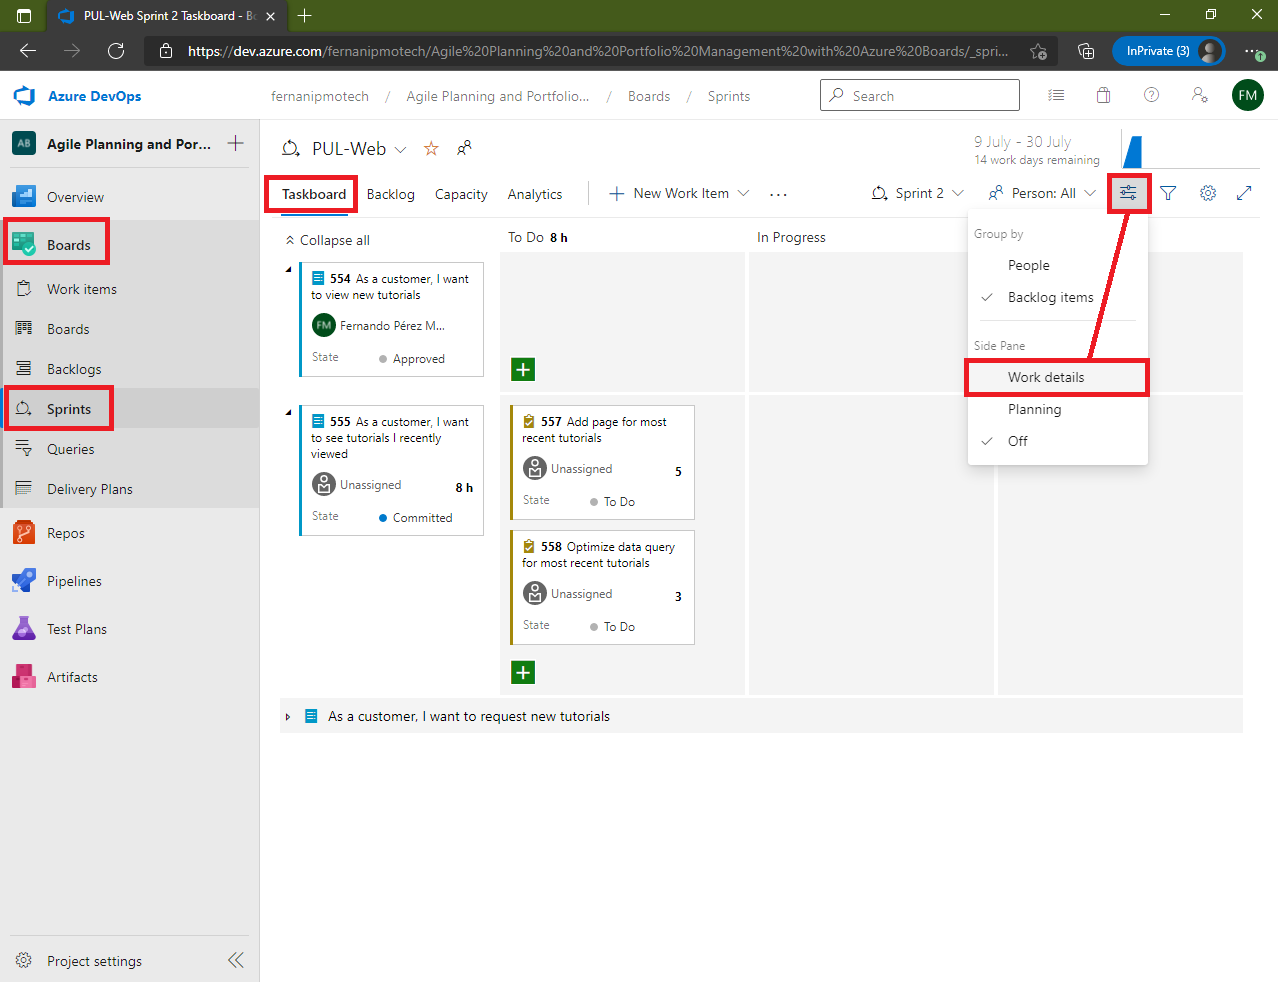 PUL-Web Sprint 2 Taskboard - Bo
https://dev.azure.com/fernanipmotech/Agile%20Planning%20and%20Portfolio%20Management%20with%20Azure%20Boards/_spri...
InPrivate (3)
Azure DevOps
fernanipmotech / Agile Planning and Portfolio... / Boards / Sprints
Search
FM
AB Agile Planning and Por...
Overview
Boards
Work items
Boards
Backlogs
Sprints
Queries
Delivery Plans
Repos
Pipelines
Test Plans
Artifacts
Project settings
PUL-Web
9 July - 30 July
14 work days remaining
Taskboard Backlog Capacity Analytics New Work Item ... Sprint 2 Person: All
Collapse all
To Do 8 h
In Progress
554 As a customer, I want
to view new tutorials
FM Fernando Pérez M...
State Approved
555 As a customer, I want
to see tutorials I recently
viewed
Unassigned 8 h
State Committed
557 Add page for most
recent tutorials
Unassigned 5
State To Do
558 Optimize data query
for most recent tutorials
Unassigned 3
State To Do
As a customer, I want to request new tutorials
Group by
People
Backlog items
Side Pane
Work details
Planning
Off